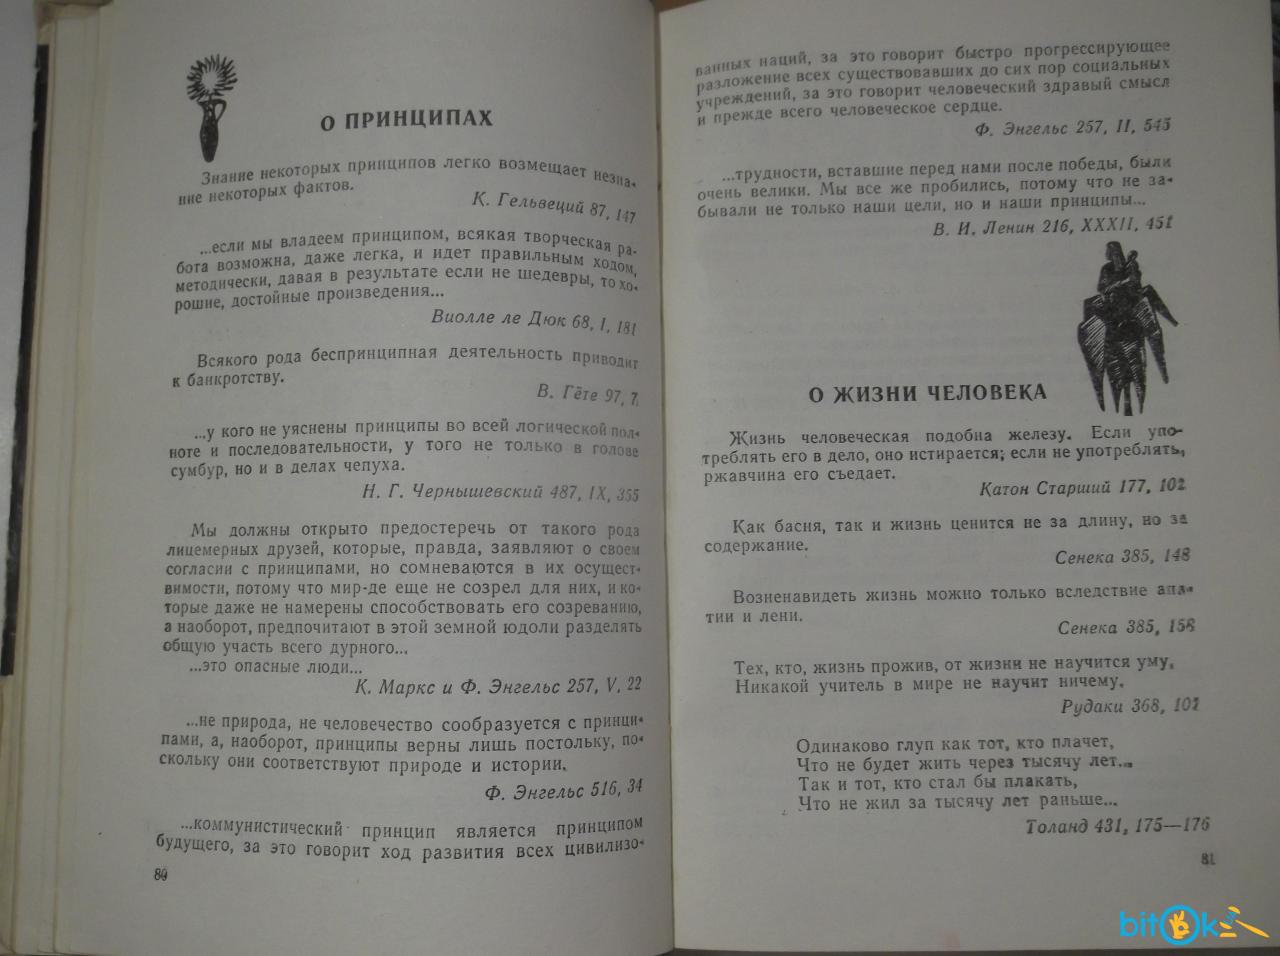 О ПРИНЦИПАХ
Знание некоторых принципов легко возмещает незна-
ние некоторых фактов.
К. Гельвеций 87, 147
...если мы владеем принципом, всякая творческая ра-
бота возможна, даже легка, и идет правильным ходом,
методически, давая в результате если не шедевры, то хо-
рошие, достойные произведения...
Виолле ле Дюк 68, I, 181
Всякого рода беспринципная деятельность приводит
к банкротству.
В. Гёте 97, 7
...у кого не уяснены принципы во всей логической пол-
ноте и последовательности, у того не только в голове
сумбур, но и в делах чепуха.
Н. Г. Чернышевский 487, IX, 355
Мы должны открыто предостеречь от такого рода
лицемерных друзей, которые, правда, заявляют о своем
согласии с принципами, но сомневаются в их осущест-
вимости, потому что мир-де еще не созрел для них, и ко-
торые даже не намерены способствовать его созреванию,
а наоборот, предпочитают в этой земной юдоли разделять
общую участь всего дурного...
...это опасные люди...
К. Маркс и Ф. Энгельс 257, V, 22
...не природа, не человечество сообразуется с принци-
пами, а, наоборот, принципы верны лишь постольку, по-
скольку они соответствуют природе и истории.
Ф. Энгельс 516, 34
...коммунистический принцип является принципом
будущего, за это говорит ход развития всех цивилизо-
80
ванных наций, за это говорит быстро прогрессирующее
разложение всех существовавших до сих пор социальных
учреждений, за это говорит человеческий здравый смысл
и прежде всего человеческое сердце.
Ф. Энгельс 257, II, 545
...трудности, вставшие перед нами после победы, были
очень велики. Мы все же пробились, потому что не за-
бывали не только наши цели, но и наши принципы...
В. И. Ленин 216, XXXII, 451
О ЖИЗНИ ЧЕЛОВЕКА
Жизнь человеческая подобна железу. Если упо-
треблять его в дело, оно истирается; если не употреблять,
ржавчина его съедает.
Катон Старший 177, 102
Как басня, так и жизнь ценится не за длину, но за
содержание.
Сенека 385, 148
Возненавидеть жизнь можно только вследствие апа-
тии и лени.
Сенека 385, 158
Тех, кто, жизнь прожив, от жизни не научится уму,
Никакой учитель в мире не научит ничему.
Рудаки 368, 102
Одинаково глуп как тот, кто плачет,
Что не будет жить через тысячу лет...
Так и тот, кто стал бы плакать,
Что не жил за тысячу лет раньше...
Толанд 431, 175—176
81